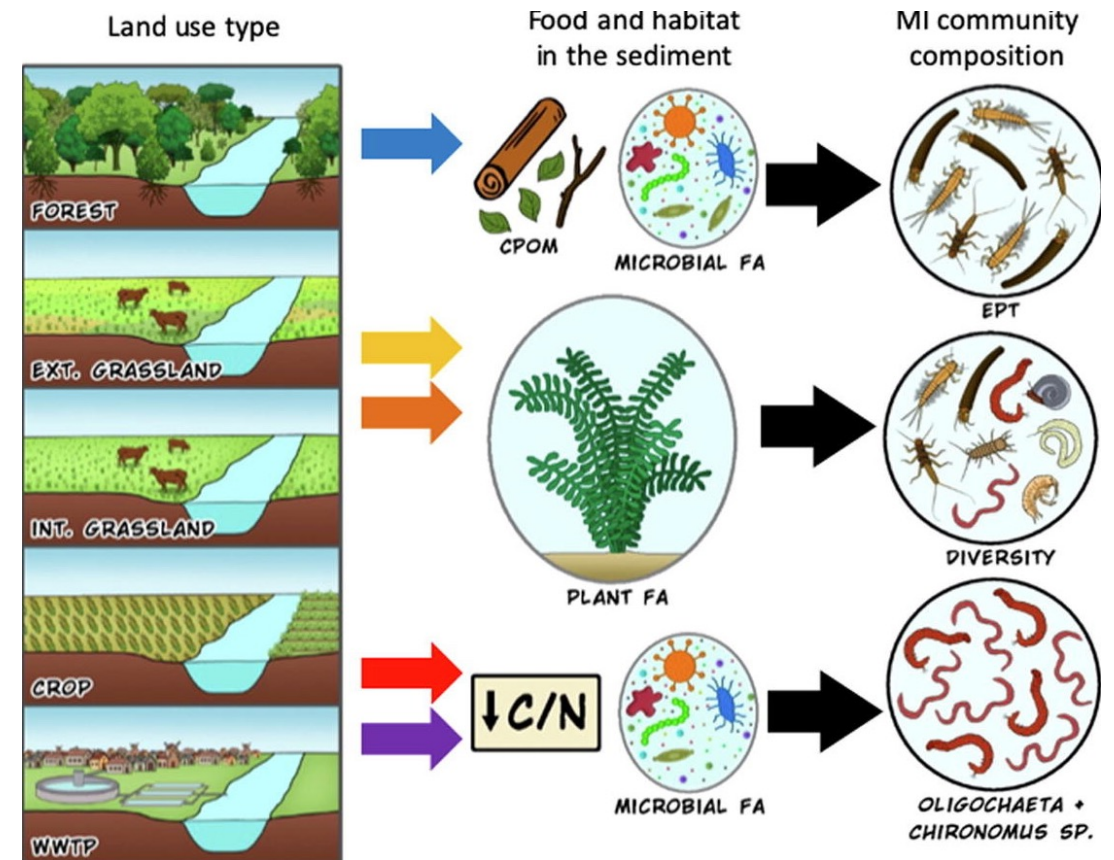 Land use type
Food and habitat
in the sediment
MI community
composition
FOREST
EXT. GRASSLAND
INT. GRASSLAND
CROP
WWTP
CPOM
MICROBIAL FA
PLANT FA
↓C/N
MICROBIAL FA
EPT
DIVERSITY
OLIGOCHAETA +
CHIRONOMUS SP.